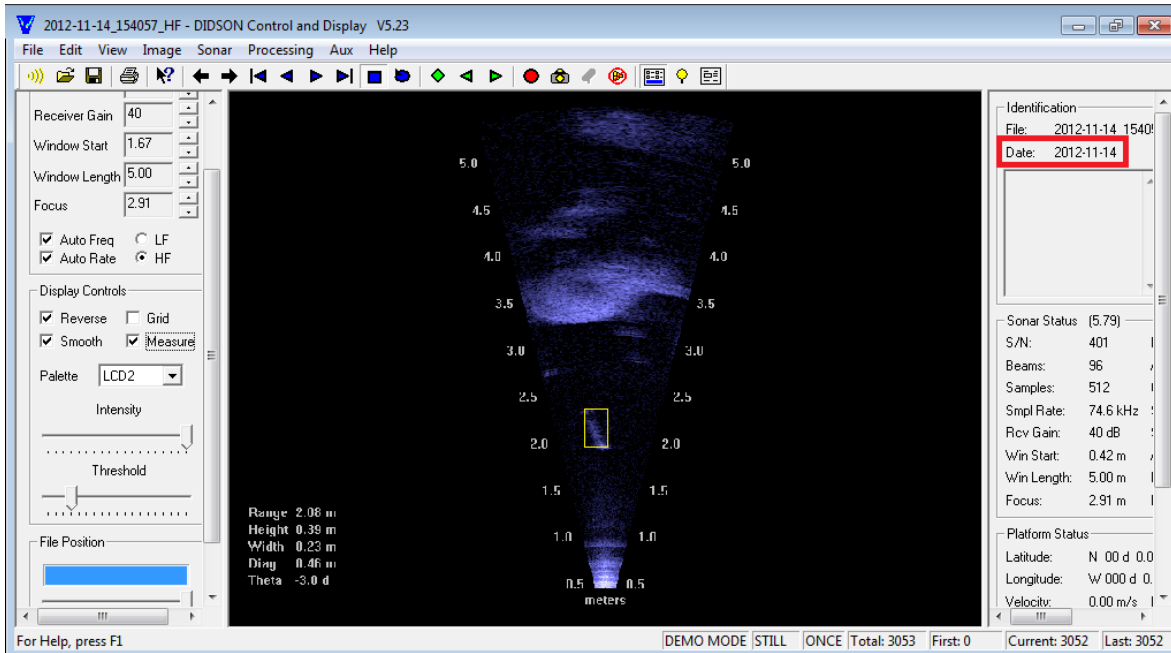 2012-11-14_154057_HF - DIDSON Control and Display V5.23
File Edit View Image Sonar Processing Aux Help
Receiver Gain 40
Window Start 1.67
Window Length 5.00
Focus 2.91
Auto Freq LF
Auto Rate HF
Display Controls
Reverse Grid
Smooth Measure
Palette LCD2
Intensity
Threshold
File Position
5.0 5.0
4.5 4.5
4.0 4.0
3.5 3.5
3.0 3.0
2.5 2.5
2.0 2.0
1.5 1.5
1.0 1.0
0.5 0.5
meters
Range 2.08 m
Height 0.39 m
Width 0.23 m
Diag 0.46 m
Theta -3.0 d
Identification
File: 2012-11-14_1540
Date: 2012-11-14
Sonar Status (5.79)
S/N: 401
Beams: 96
Samples: 512
Smpl Rate: 74.6 kHz
Rcv Gain: 40 dB
Win Start: 0.42 m
Win Length: 5.00 m
Focus: 2.91 m
Platform Status
Latitude: N 00 d 0.0
Longitude: W 000 d 0.
Velocity: 0.00 m/s
For Help, press F1
DEMO MODE STILL ONCE Total: 3053 First: 0 Current: 3052 Last: 3052